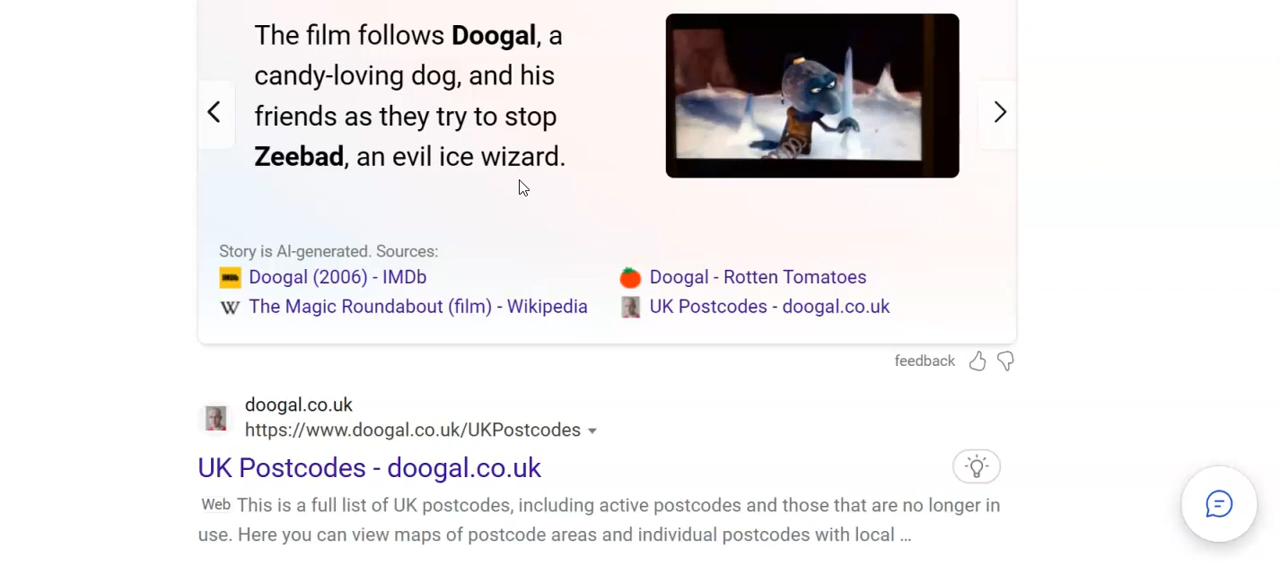 The film follows Doogal, a
candy-loving dog, and his
friends as they try to stop
Zeebad, an evil ice wizard.
Story is AI-generated. Sources:
Doogal (2006) - IMDb
Doogal - Rotten Tomatoes
The Magic Roundabout (film) - Wikipedia
UK Postcodes - doogal.co.uk
feedback
doogal.co.uk
https://www.doogal.co.uk/UKPostcodes
UK Postcodes - doogal.co.uk
Web This is a full list of UK postcodes, including active postcodes and those that are no longer in
use. Here you can view maps of postcode areas and individual postcodes with local ...